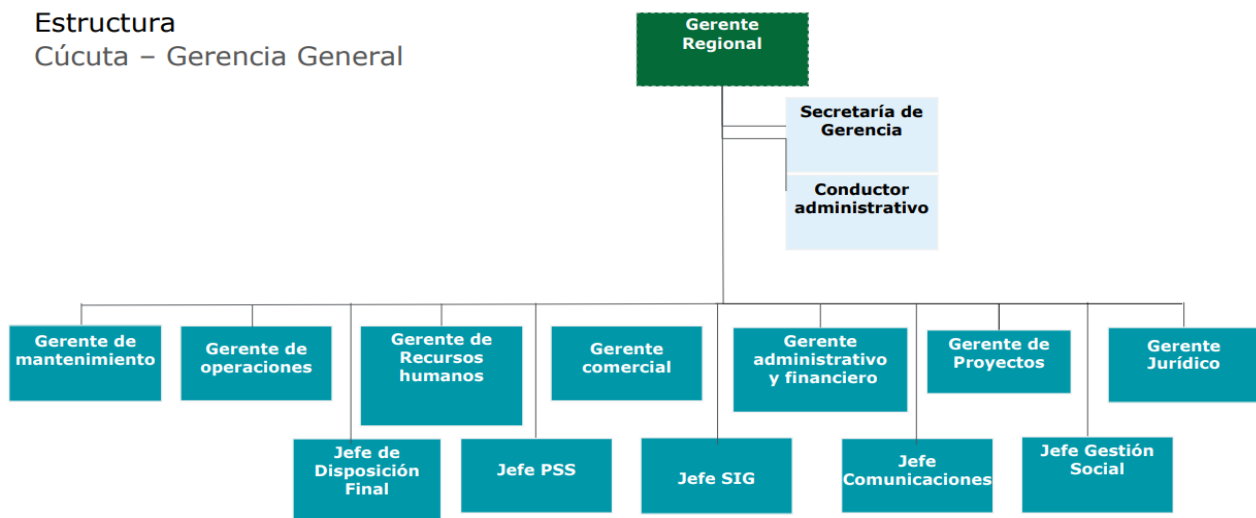 Estructura
Cúcuta – Gerencia General
Gerente
Regional
Secretaría de
Gerencia
Conductor
administrativo
Gerente de
mantenimiento
Gerente de
operaciones
Gerente de
Recursos
humanos
Gerente
comercial
Gerente
administrativo
y financiero
Gerente de
Proyectos
Gerente
Jurídico
Jefe de
Disposición
Final
Jefe PSS
Jefe SIG
Jefe
Comunicaciones
Jefe Gestión
Social